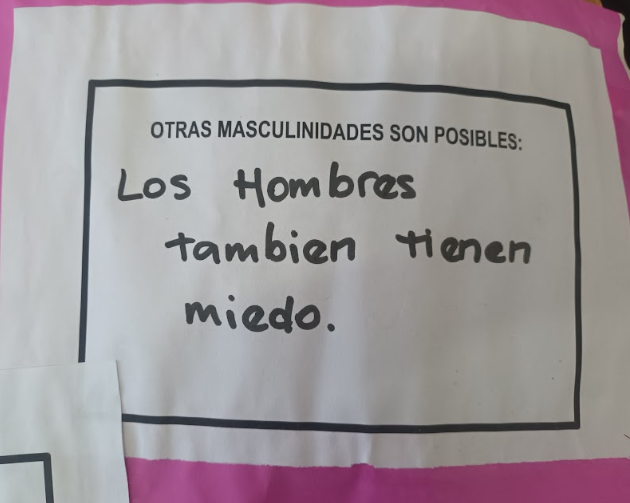 OTRAS MASCULINIDADES SON POSIBLES:
Los Hombres
tambien tienen
miedo.